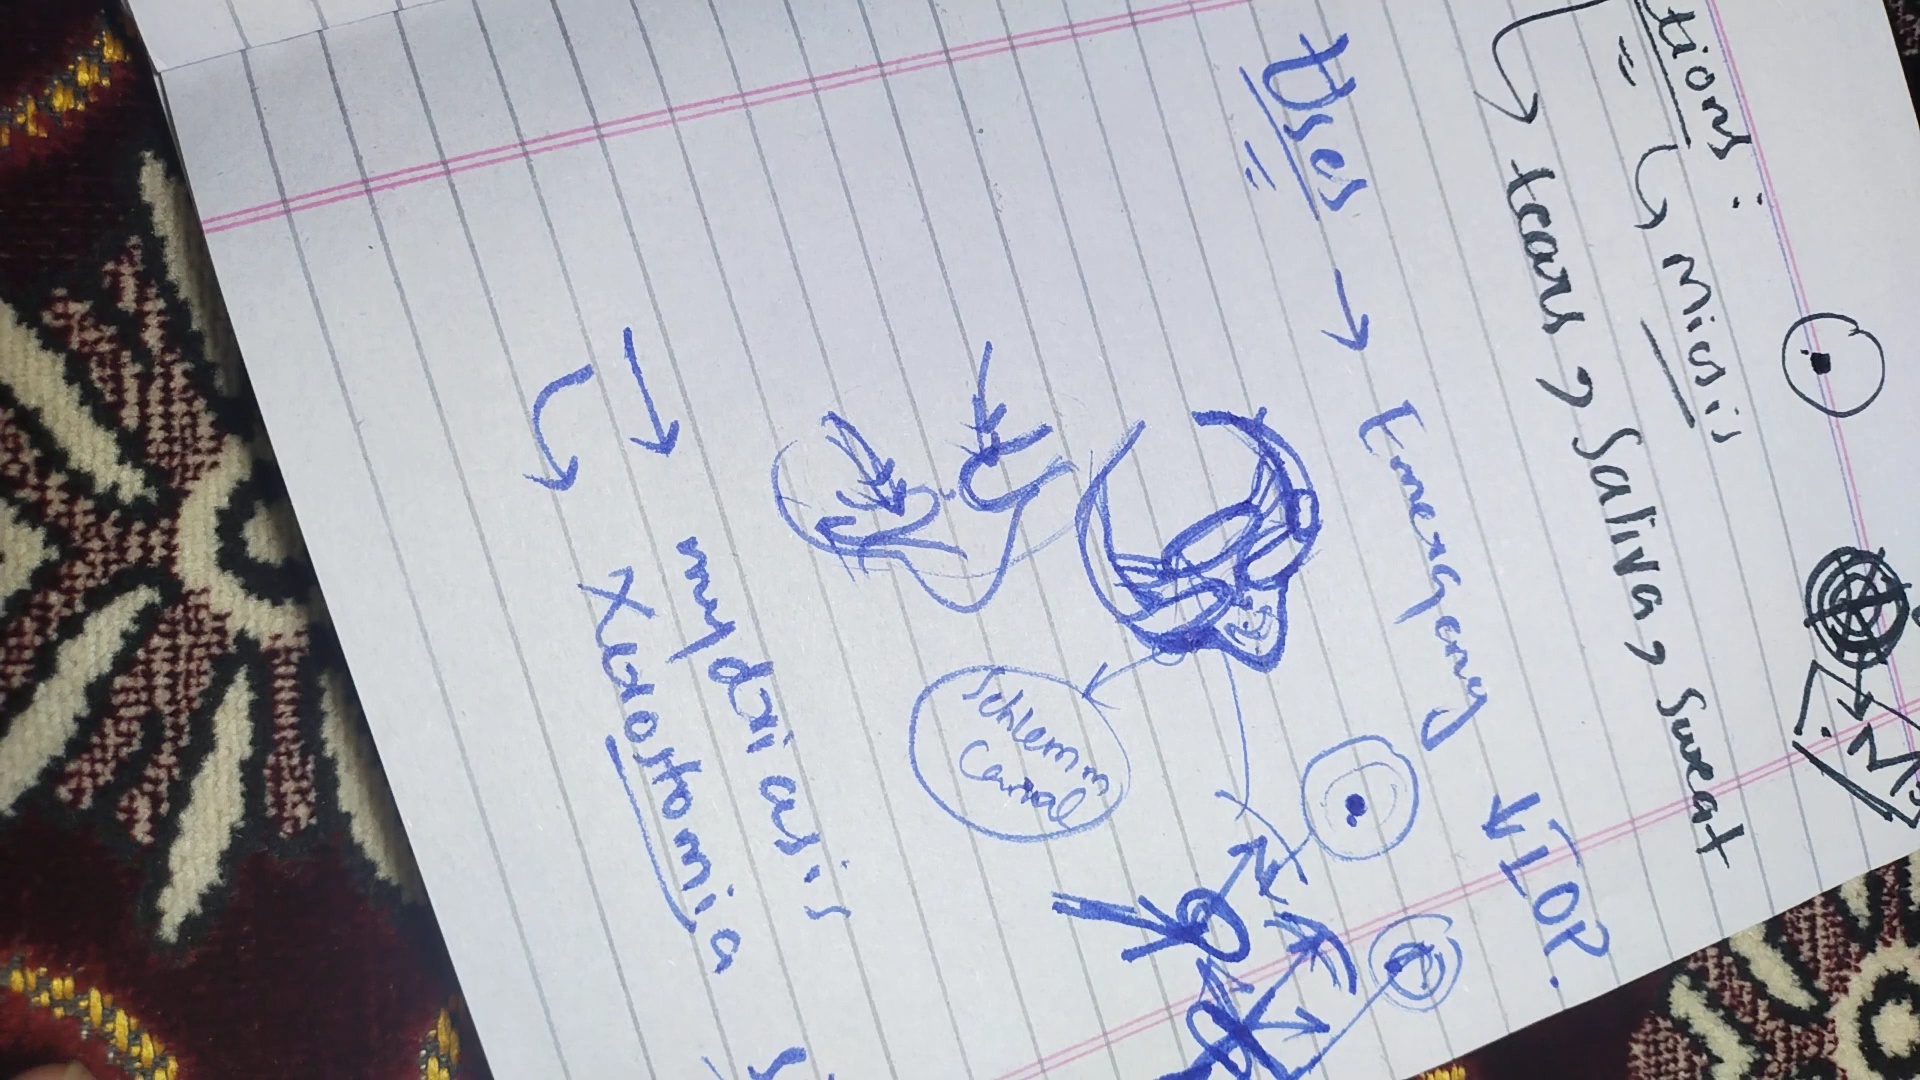 tions :
Miosis
tears, Saliva, Sweat
Uses → Emergency ↓ IOP.
Schlemm
Canal
→ mydriasis
Xerostomia